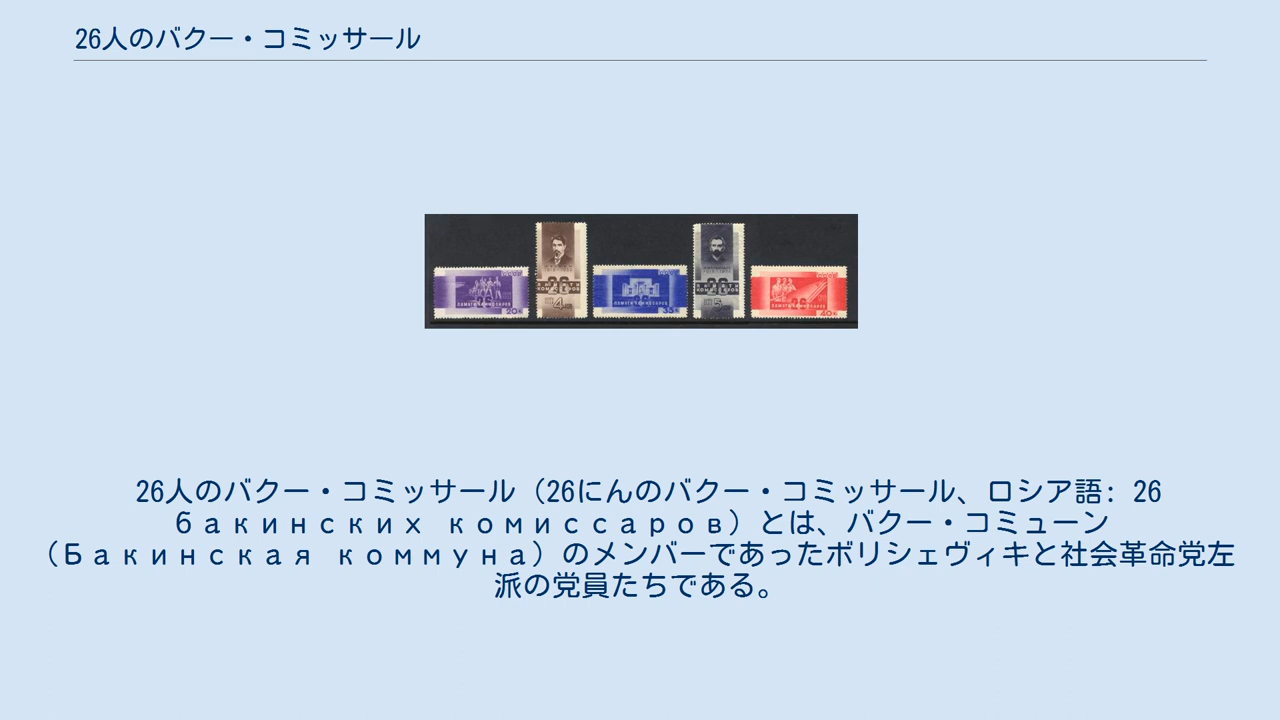 26人のバクー・コミッサール
26人のバクー・コミッサール（26にんのバクー・コミッサール、ロシア語: 26
бакинских комиссаров）とは、バクー・コミューン
（Бакинская коммуна）のメンバーであったボリシェヴィキと社会革命党左
派の党員たちである。